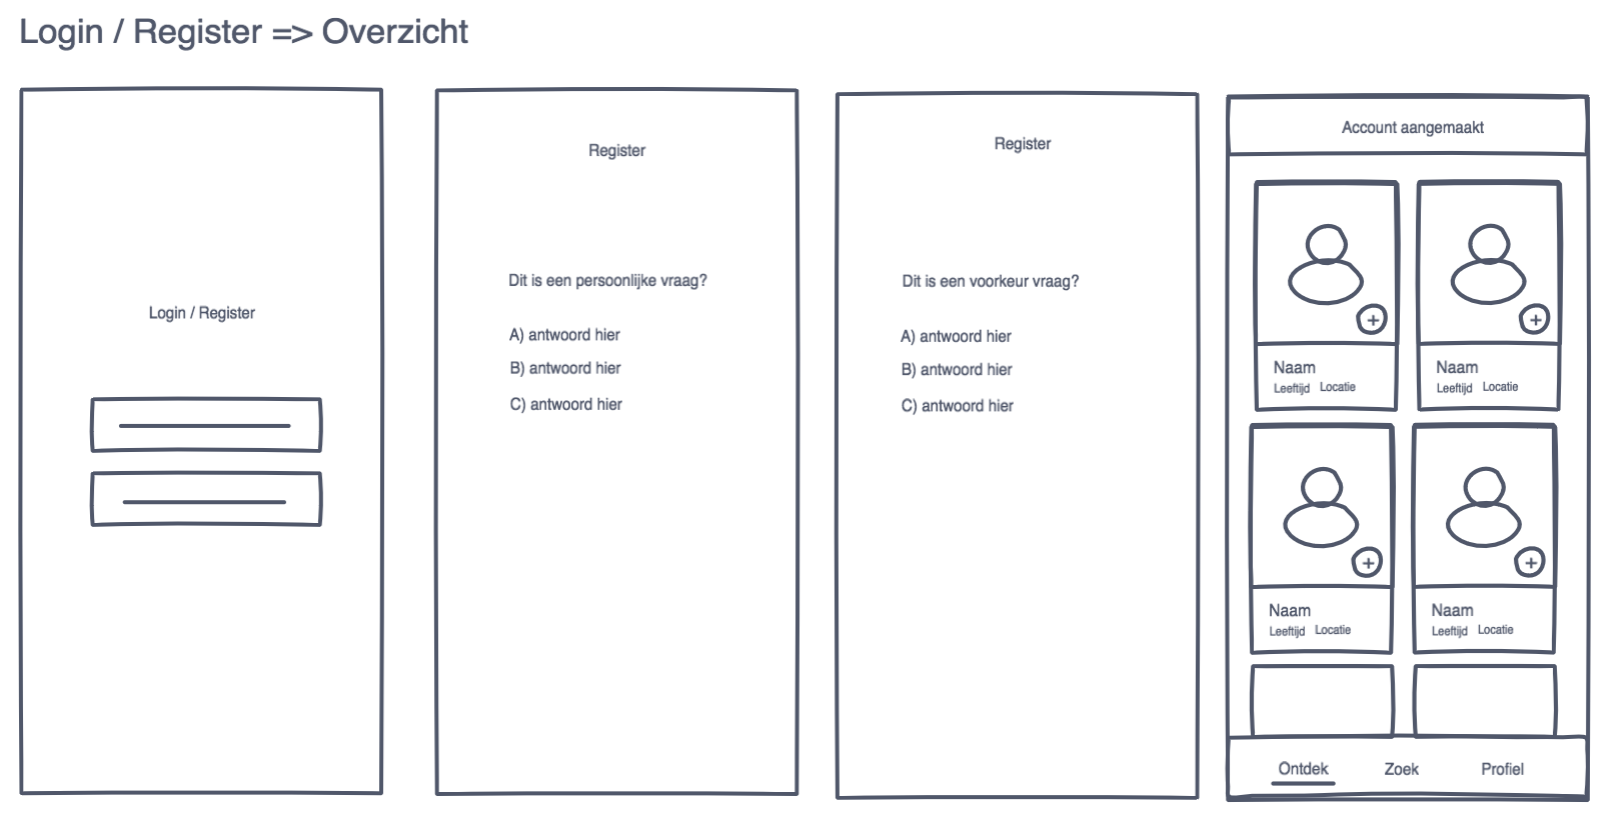 Login / Register => Overzicht
Login / Register
Register
Dit is een persoonlijke vraag?
A) antwoord hier
B) antwoord hier
C) antwoord hier
Register
Dit is een voorkeur vraag?
A) antwoord hier
B) antwoord hier
C) antwoord hier
Account aangemaakt
Naam
Leeftijd Locatie
Naam
Leeftijd Locatie
Naam
Leeftijd Locatie
Naam
Leeftijd Locatie
Ontdek Zoek Profiel